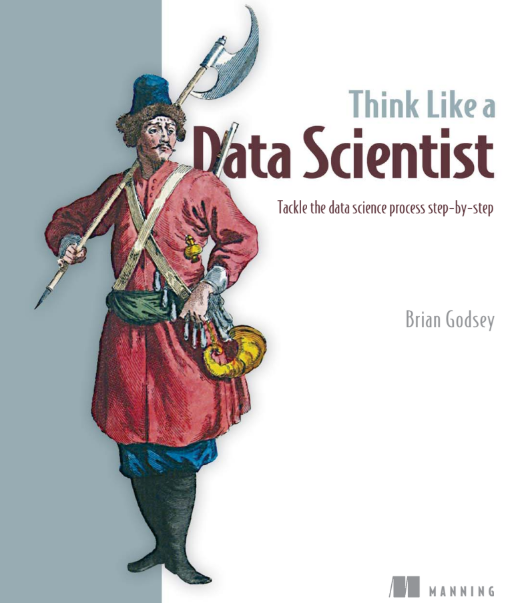 Think Like a
Data Scientist
Tackle the data science process step-by-step
Brian Godsey
MANNING